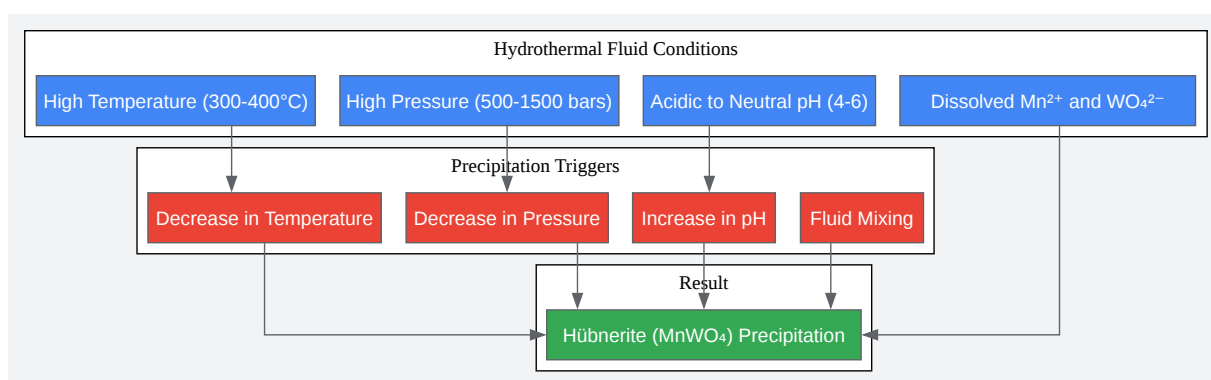 Hydrothermal Fluid Conditions
High Temperature (300-400°C)
High Pressure (500-1500 bars)
Acidic to Neutral pH (4-6)
Dissolved Mn²⁺ and WO₄²⁻
Precipitation Triggers
Decrease in Temperature
Decrease in Pressure
Increase in pH
Fluid Mixing
Result
Hübnerite (MnWO₄) Precipitation